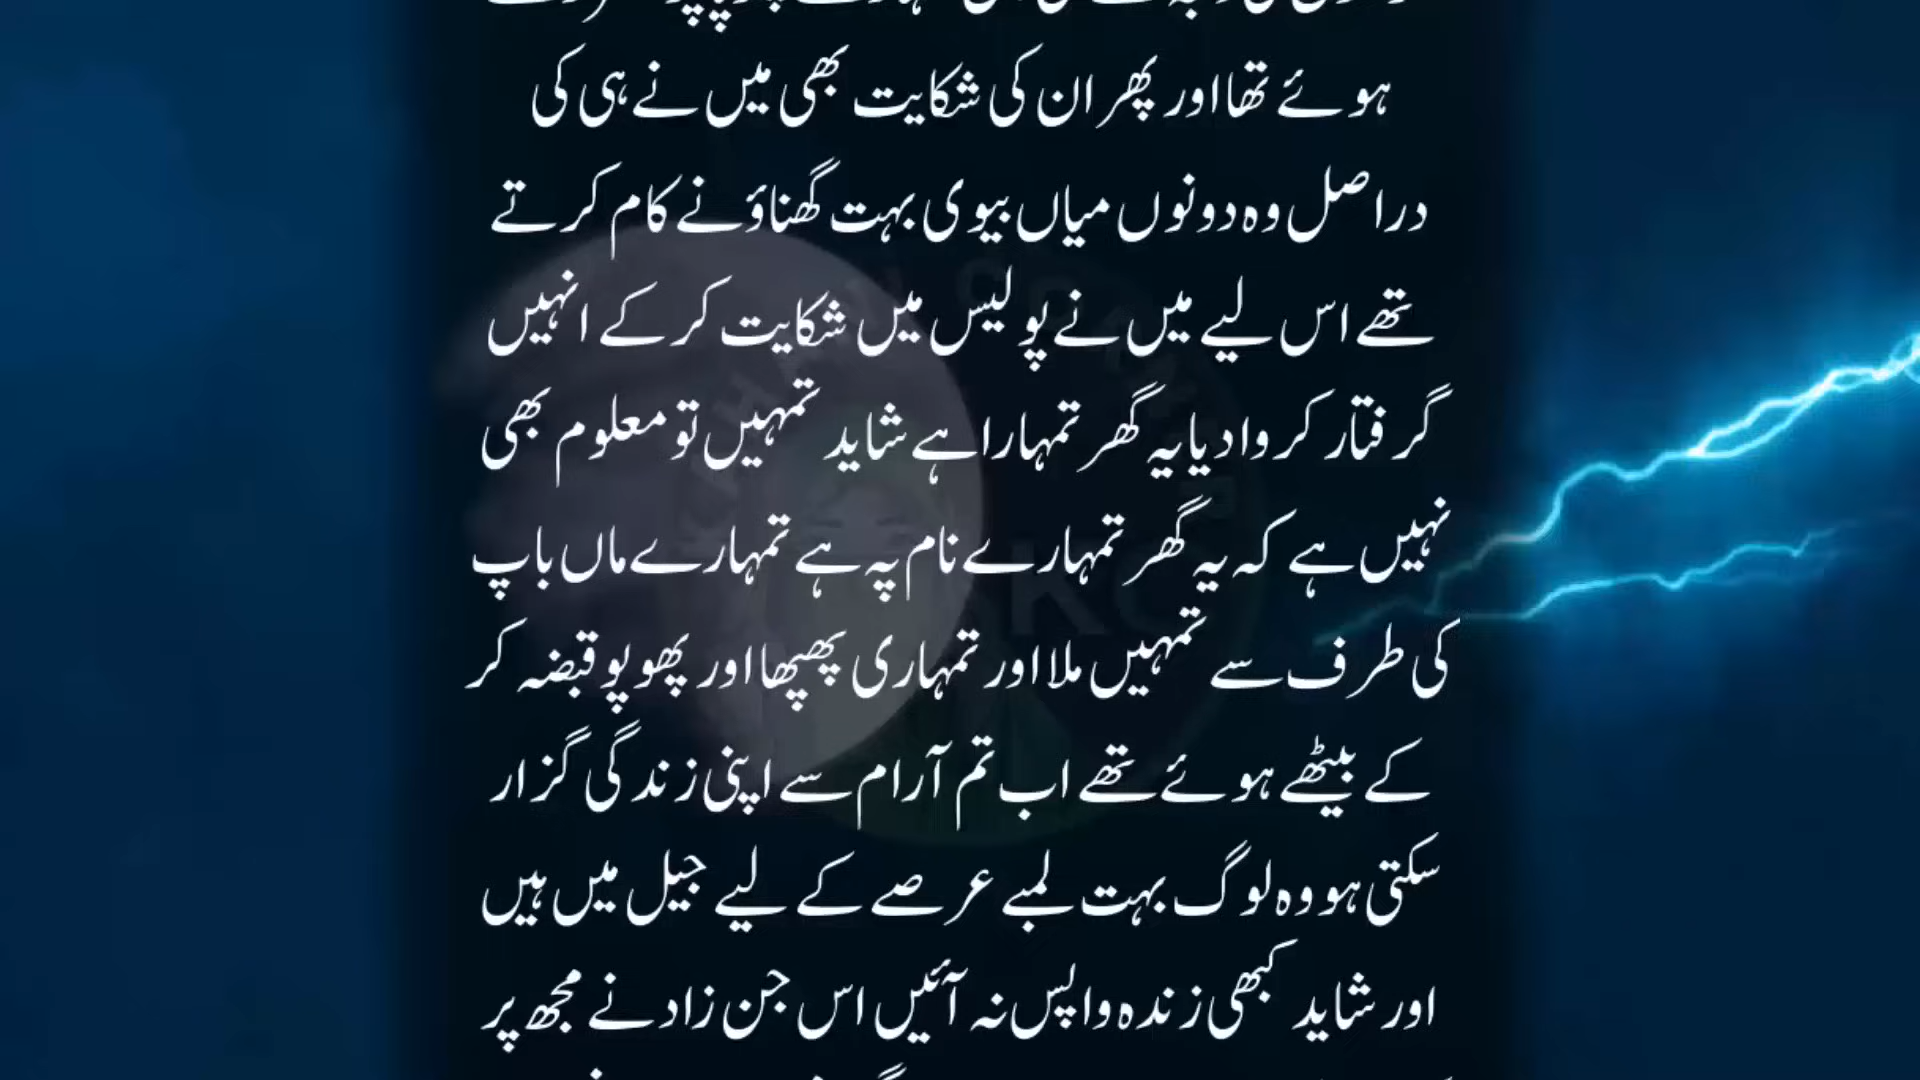 ہوئے تھا اور پھر ان کی شکایت بھی میں نے ہی کی
دراصل وہ دونوں میاں بیوی بہت گھناؤنے کام کرتے
تھے اس لیے میں نے پولیس میں شکایت کر کے انہیں
گرفتار کروا دیا یہ گھر تمہارا ہے شاید تمہیں تو معلوم بھی
نہیں ہے کہ یہ گھر تمہارے نام پہ ہے تمہارے ماں باپ
کی طرف سے تمہیں ملا اور تمہاری پھپھا اور پھوپو قبضہ کر
کے بیٹھے ہوئے تھے اب تم آرام سے اپنی زندگی گزار
سکتی ہو وہ لوگ بہت لمبے عرصے کے لیے جیل میں ہیں
اور شاید کبھی زندہ واپس نہ آئیں اس جن زاد نے مجھ پر